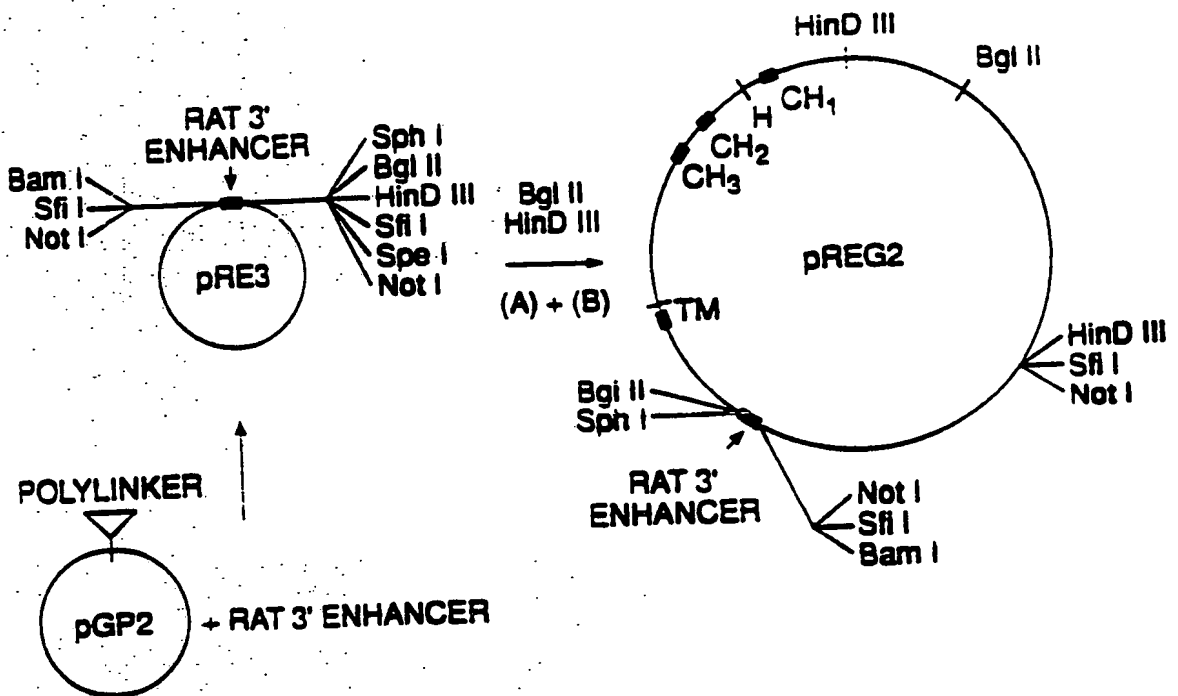 HinD III
Bgl II
CH1
H
CH2
CH3
RAT 3'
ENHANCER
Bam I
Sfi I
Not I
Sph I
Bgl II
HinD III
Sfi I
Spe I
Not I
pRE3
Bgl II
HinD III
(A) + (B)
pREG2
TM
HinD III
Sfi I
Not I
Bgl II
Sph I
RAT 3'
ENHANCER
Not I
Sfi I
Bam I
POLYLINKER
pGP2
+ RAT 3' ENHANCER